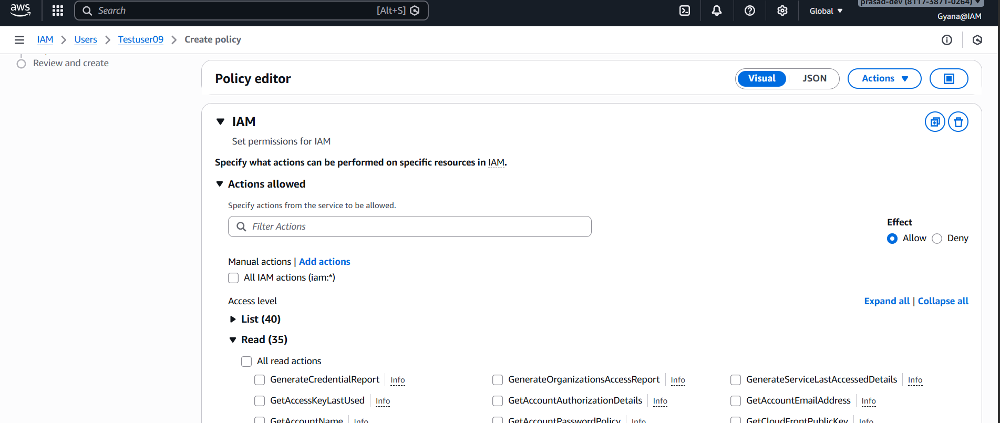 aws
Search [Alt+S]
Global
prasad-dev (8117-3871-0264)
Gyana@IAM
IAM > Users > Testuser09 > Create policy
Review and create
Policy editor
Visual | JSON
Actions
IAM
Set permissions for IAM
Specify what actions can be performed on specific resources in IAM.
Actions allowed
Specify actions from the service to be allowed.
Filter Actions
Effect
Allow Deny
Manual actions | Add actions
All IAM actions (iam:*)
Access level
Expand all | Collapse all
List (40)
Read (35)
All read actions
GenerateCredentialReport Info GenerateOrganizationsAccessReport Info GenerateServiceLastAccessedDetails Info
GetAccessKeyLastUsed Info GetAccountAuthorizationDetails Info GetAccountEmailAddress Info
GetAccountName Info GetAccountPasswordPolicy Info GetCloudFrontPublicKey Info